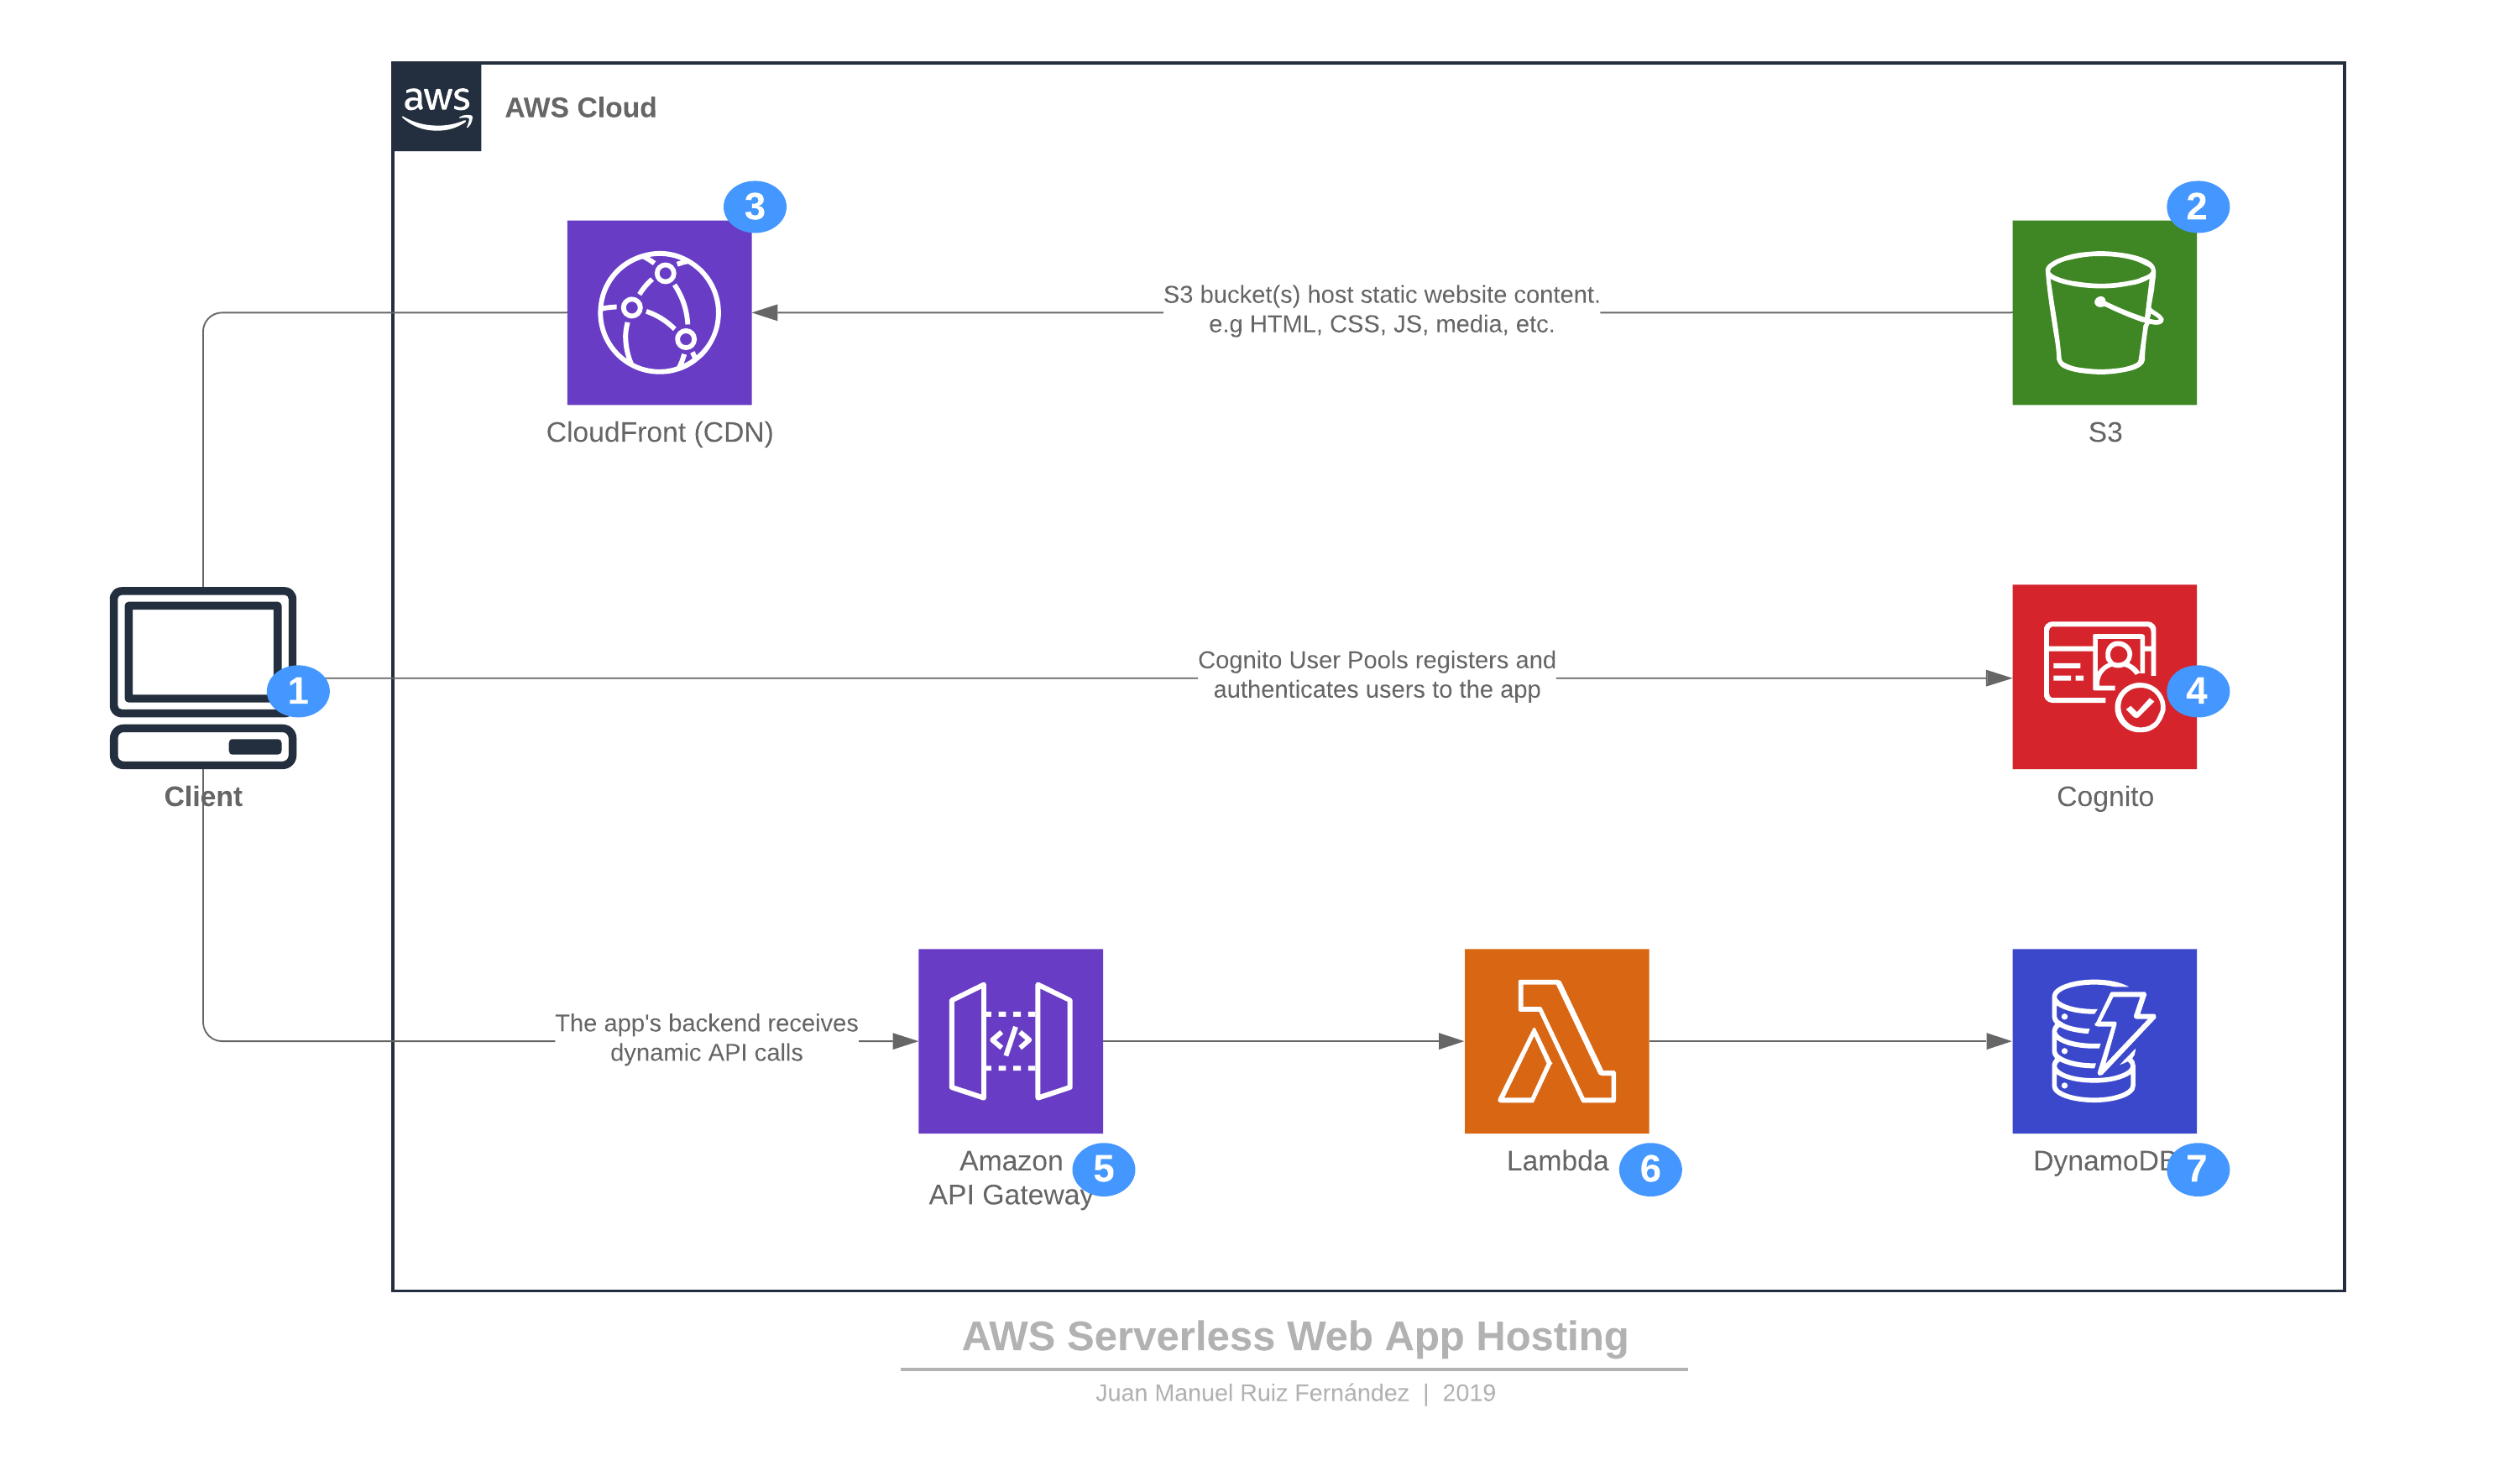 aws
AWS Cloud
3
2
S3 bucket(s) host static website content.
e.g HTML, CSS, JS, media, etc.
CloudFront (CDN)
S3
Cognito User Pools registers and
authenticates users to the app
1
4
Client
Cognito
The app's backend receives
dynamic API calls
</>
Amazon
API Gateway
5
Lambda
6
DynamoDB
7
AWS Serverless Web App Hosting
Juan Manuel Ruiz Fernández | 2019